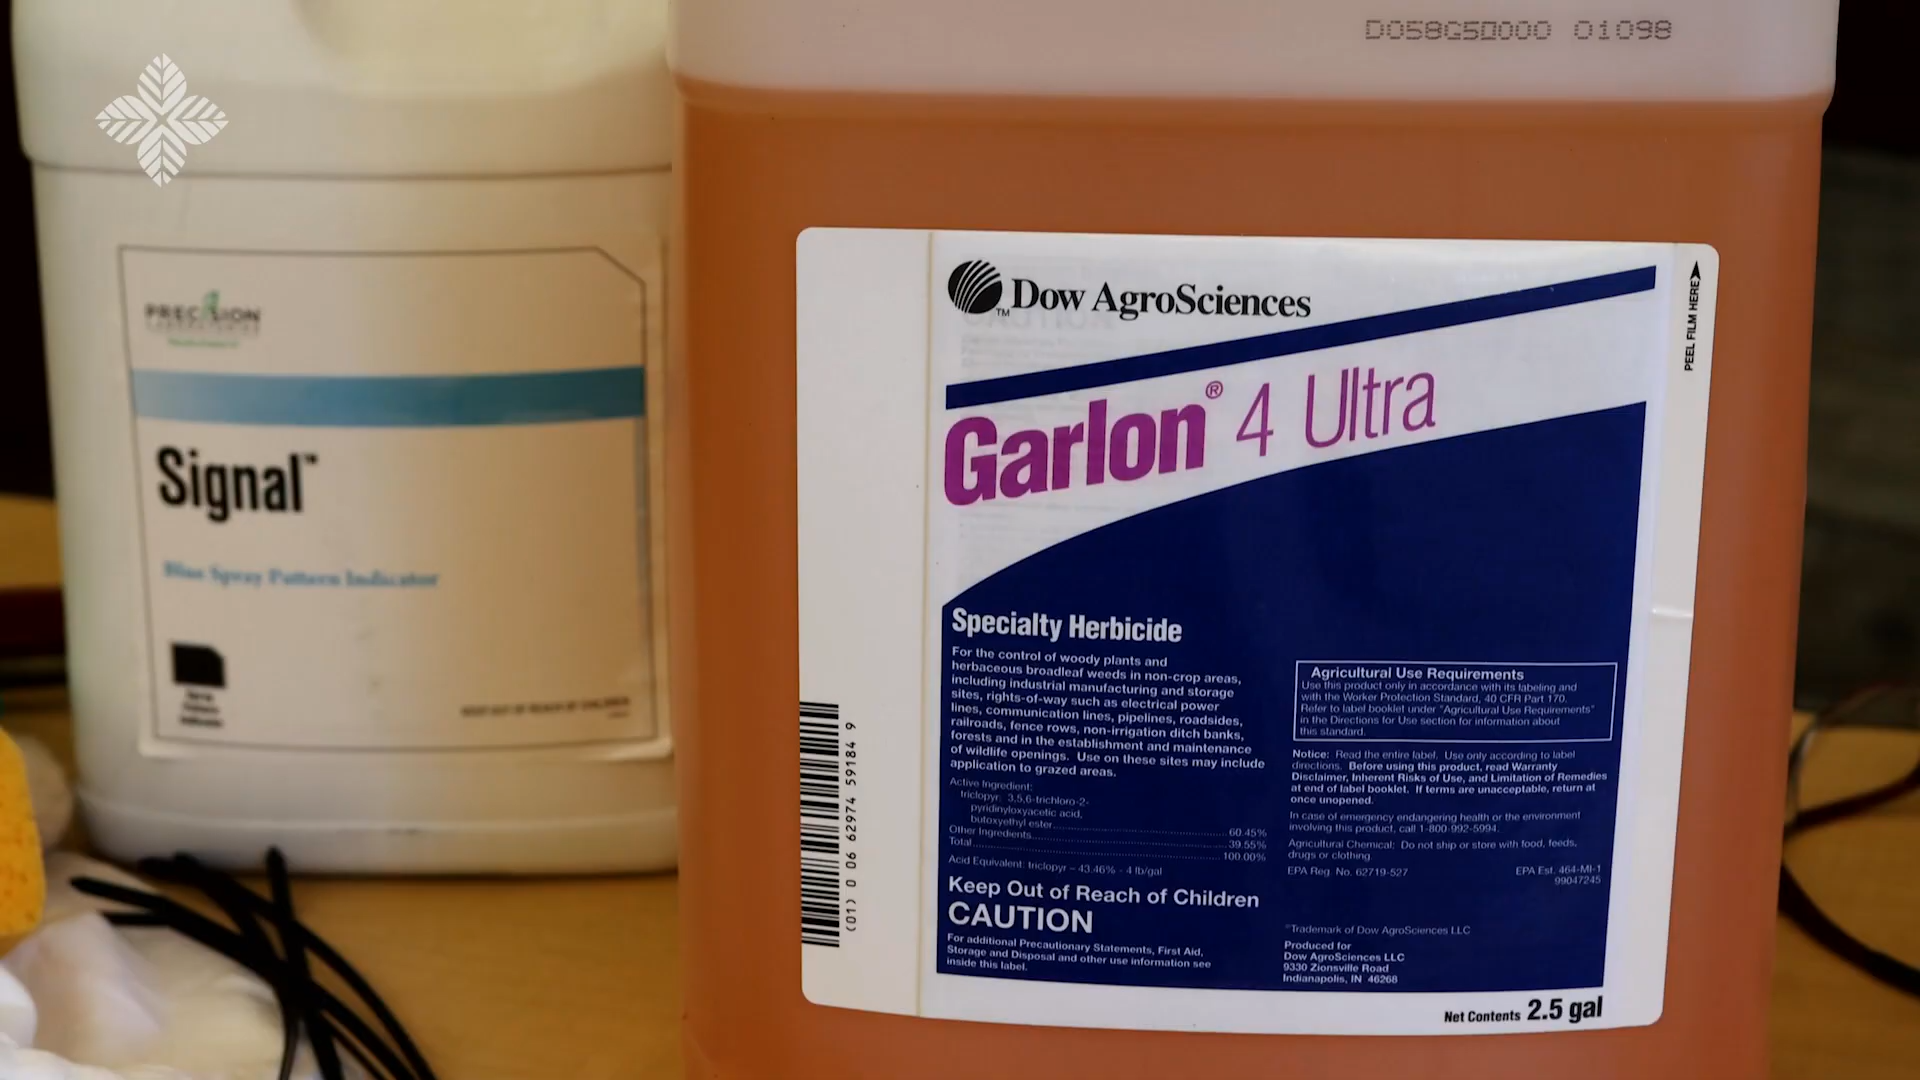 D058G5D000 01098
PRECISION
LABORATORIES
Signal™
Blue Spray Pattern Indicator
KEEP OUT OF REACH OF CHILDREN
Dow AgroSciences
™
Garlon® 4 Ultra
PEEL FILM HERE
Specialty Herbicide
For the control of woody plants and
herbaceous broadleaf weeds in non-crop areas,
including industrial manufacturing and storage
sites, rights-of-way such as electrical power
lines, communication lines, pipelines, roadsides,
railroads, fence rows, non-irrigation ditch banks,
forests and in the establishment and maintenance
of wildlife openings. Use on these sites may include
application to grazed areas.
Active Ingredient:
triclopyr: 3,5,6-trichloro-2-
pyridinyloxyacetic acid,
butoxyethyl ester 60.45%
Other Ingredients 39.55%
Total 100.00%
Acid Equivalent: triclopyr – 43.46% - 4 lb/gal
Keep Out of Reach of Children
CAUTION
For additional Precautionary Statements, First Aid,
Storage and Disposal and other use information see
inside this label.
Agricultural Use Requirements
Use this product only in accordance with its labeling and
with the Worker Protection Standard, 40 CFR Part 170.
Refer to label booklet under "Agricultural Use Requirements"
in the Directions for Use section for information about
this standard.
Notice: Read the entire label. Use only according to label
directions. Before using this product, read Warranty
Disclaimer, Inherent Risks of Use, and Limitation of Remedies
at end of label booklet. If terms are unacceptable, return at
once unopened.
In case of emergency endangering health or the environment
involving this product, call 1-800-992-5994.
Agricultural Chemical: Do not ship or store with food, feeds,
drugs or clothing.
EPA Reg. No. 62719-527 EPA Est. 464-MI-1
99047245
®Trademark of Dow AgroSciences LLC
Produced for
Dow AgroSciences LLC
9330 Zionsville Road
Indianapolis, IN 46268
Net Contents 2.5 gal
(01) 0 06 62974 59184 9